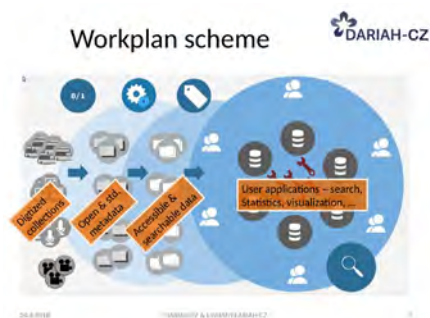 Workplan scheme
DARIAH-CZ
0/1
Digitized
collections
Open & std.
metadata
Accessible &
searchable data
User applications – search,
Statistics, visualization, ...